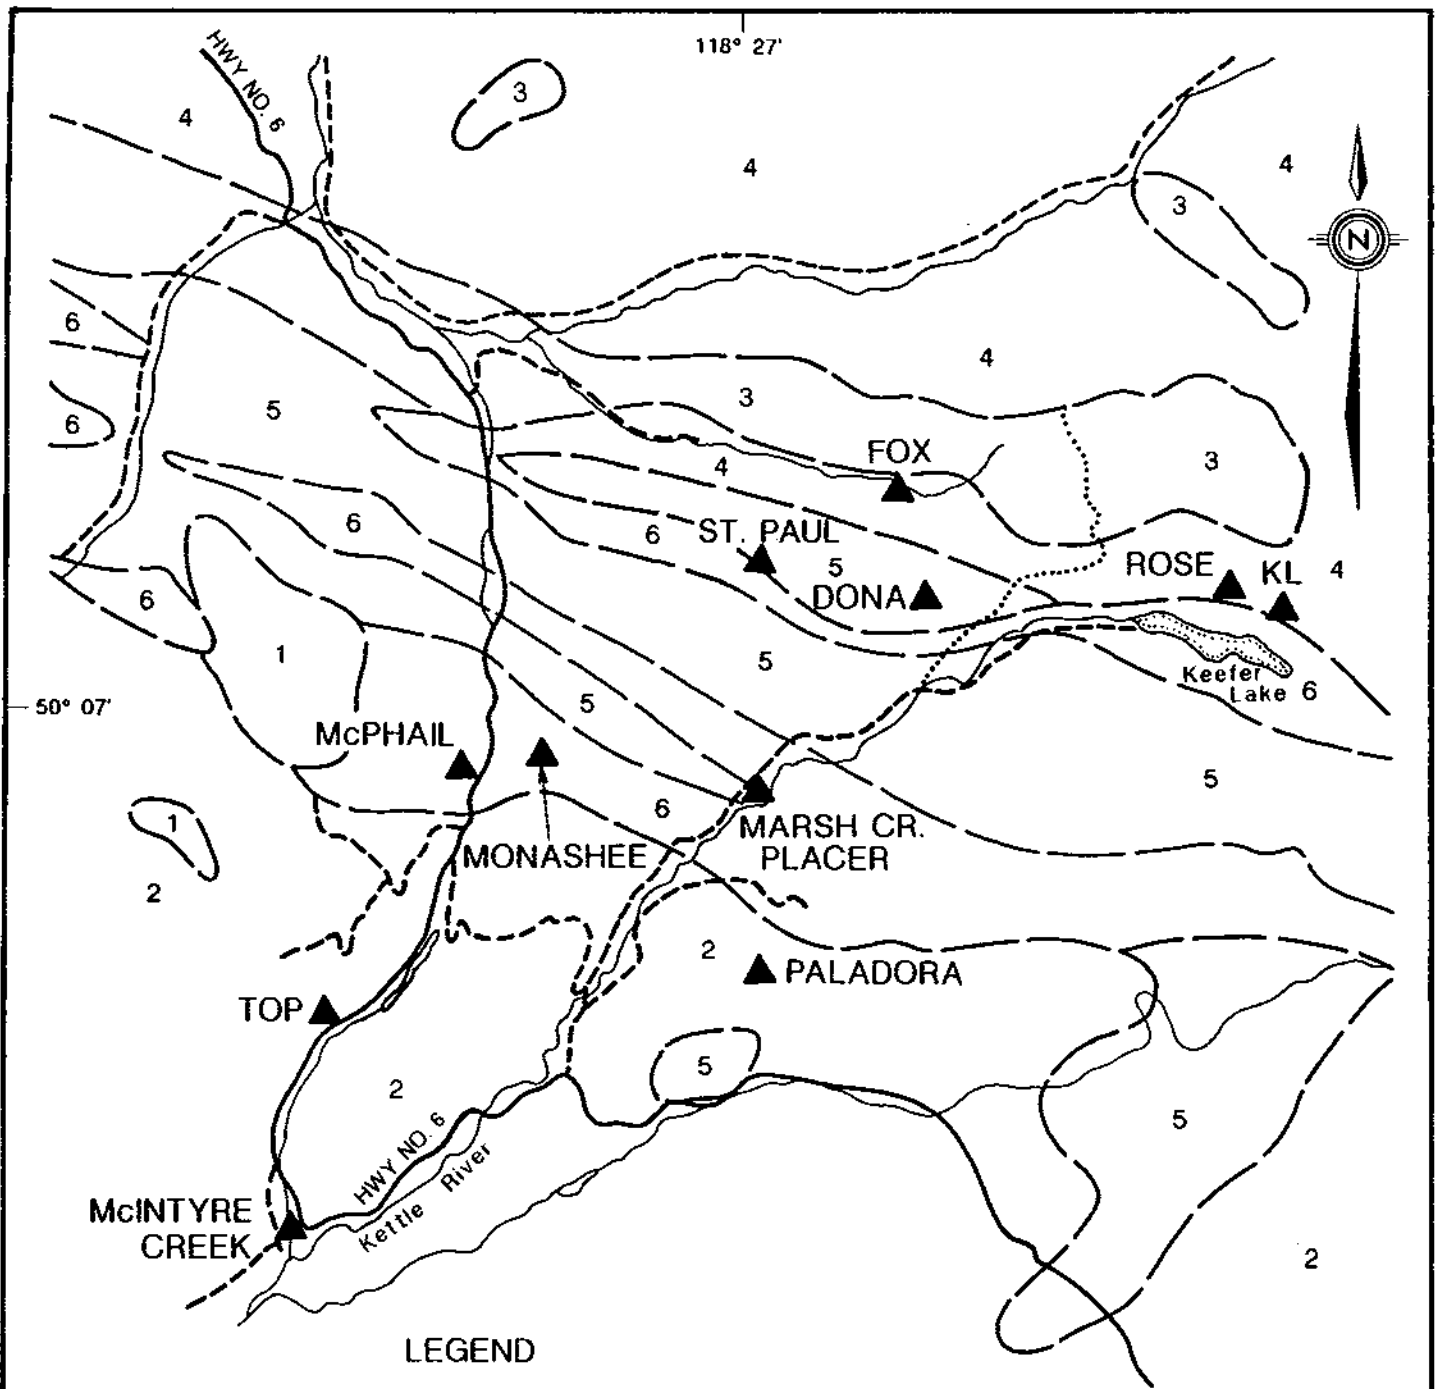 118° 27'
HWY NO. 6
3
4
4
4
3
N
6
4
3
5
6
FOX
4
3
6
6
ST. PAUL
5
ROSE
KL
4
DONA
6
1
5
Keefer
Lake
6
5
50° 07'
McPHAIL
5
6
1
MARSH CR.
PLACER
MONASHEE
2
2
PALADORA
TOP
5
2
5
HWY NO. 6
Kettle River
McINTYRE
CREEK
2
LEGEND